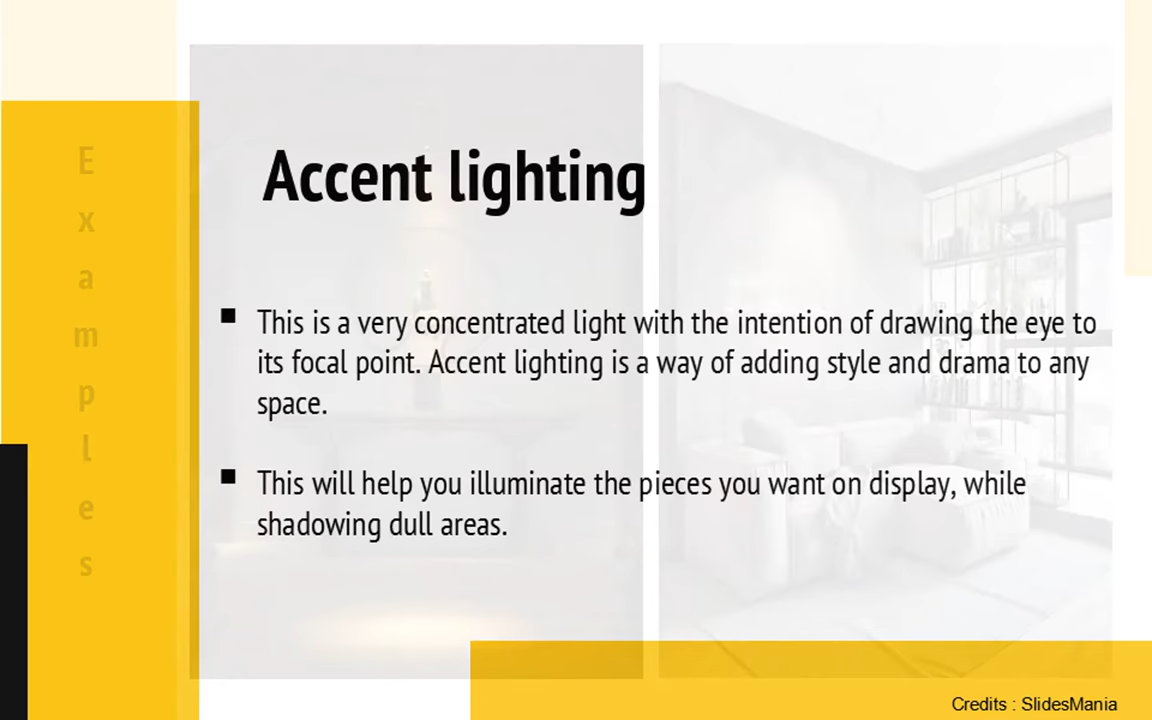 E
x
a
m
p
l
e
s
Accent lighting
▪ This is a very concentrated light with the intention of drawing the eye to
its focal point. Accent lighting is a way of adding style and drama to any
space.
▪ This will help you illuminate the pieces you want on display, while
shadowing dull areas.
Credits : SlidesMania